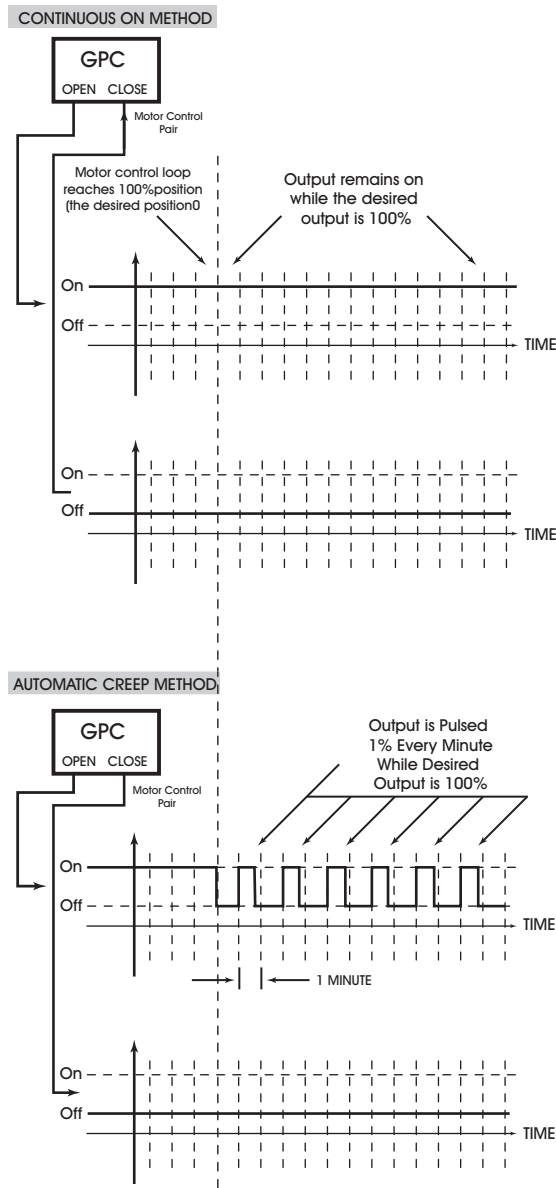 CONTINUOUS ON METHOD
GPC
OPEN CLOSE
Motor Control
Pair
Motor control loop
reaches 100%position
(the desired position0
Output remains on
while the desired
output is 100%
On
Off
TIME
On
Off
TIME
AUTOMATIC CREEP METHOD
GPC
OPEN CLOSE
Motor Control
Pair
Output is Pulsed
1% Every Minute
While Desired
Output is 100%
On
Off
TIME
1 MINUTE
On
Off
TIME